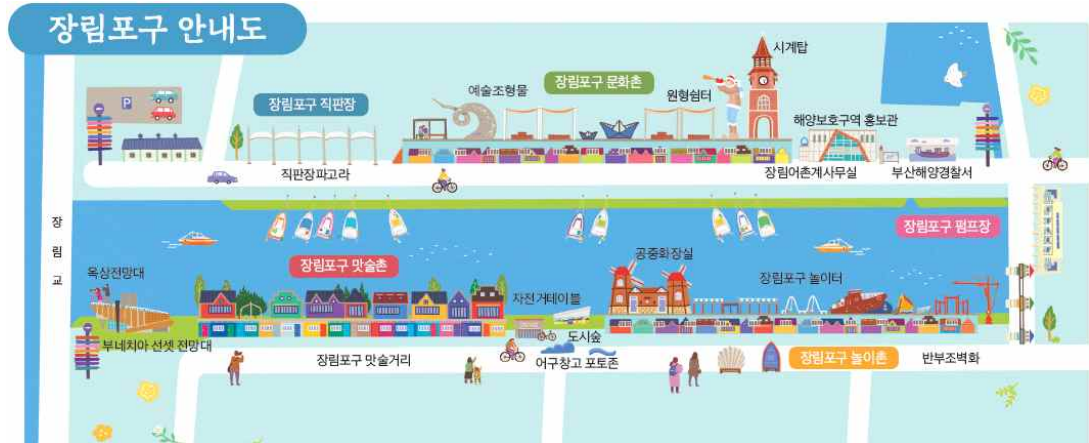 장림포구 안내도
시계탑
장림포구 문화촌
예술조형물
원형쉼터
장림포구 직판장
P
해양보호구역 홍보관
직판장파고라
장림어촌계사무실
부산해양경찰서
장림교
장림포구 펌프장
공중화장실
옥상전망대
장림포구 맛술촌
장림포구 놀이터
자전거테이블
도시숲
부네치아 선셋 전망대
장림포구 맛술거리
어구창고 포토존
장림포구 놀이촌
반부조벽화